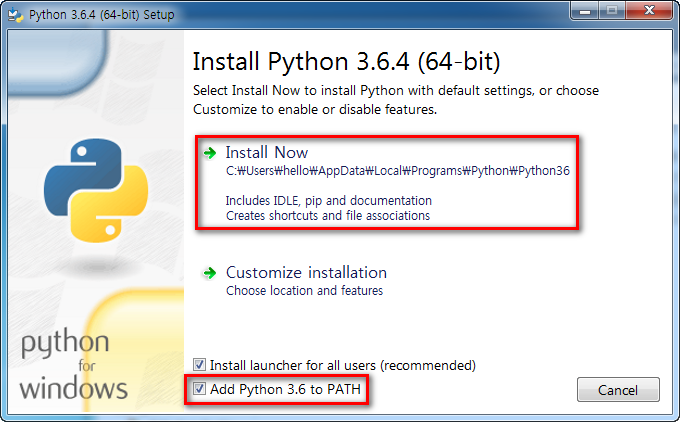 Python 3.6.4 (64-bit) Setup
Install Python 3.6.4 (64-bit)
Select Install Now to install Python with default settings, or choose
Customize to enable or disable features.
Install Now
C:₩Users₩hello₩AppData₩Local₩Programs₩Python₩Python36
Includes IDLE, pip and documentation
Creates shortcuts and file associations
Customize installation
Choose location and features
python
for
windows
Install launcher for all users (recommended)
Add Python 3.6 to PATH
Cancel